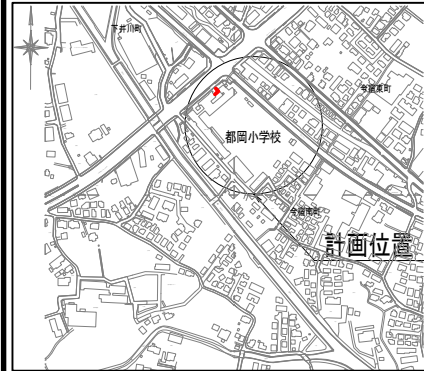 下井川町
今宿東町
都岡小学校
今宿南町
計画位置